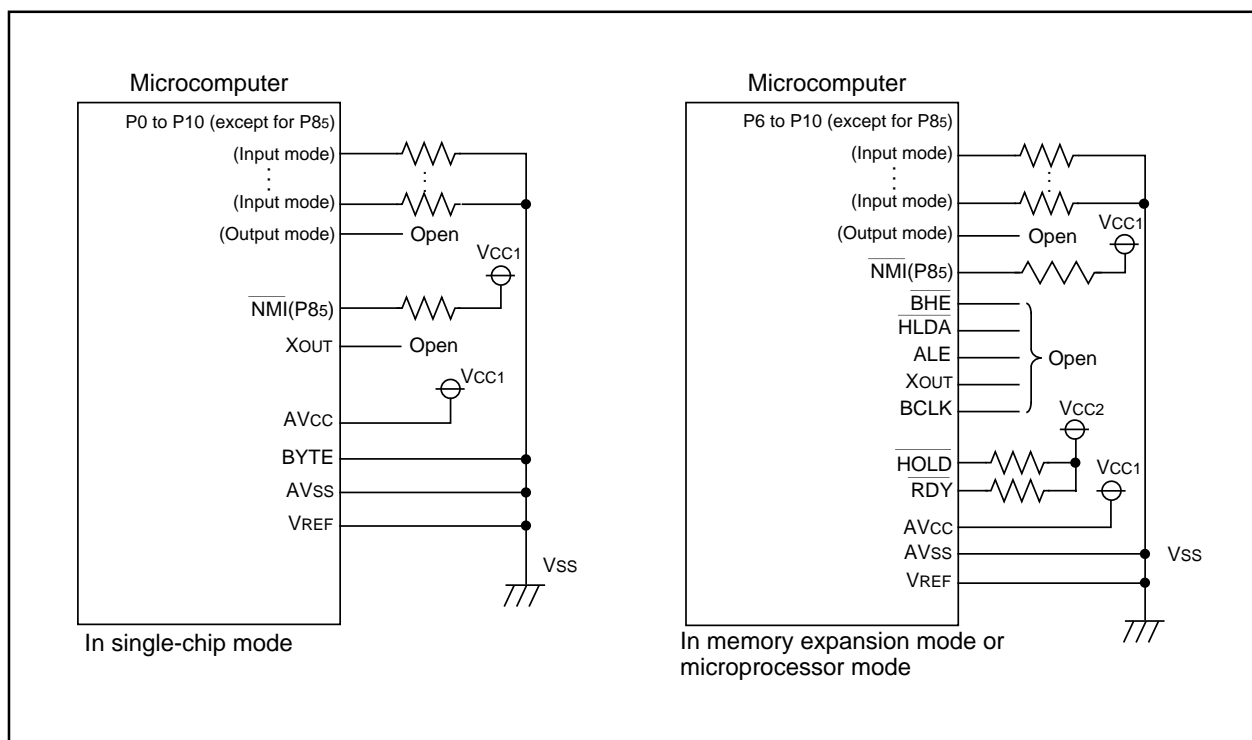 Microcomputer
P0 to P10 (except for P85)
(Input mode)
(Input mode)
(Output mode)
Open
VCC1
NMI(P85)
XOUT
Open
VCC1
AVCC
BYTE
AVSS
VREF
VSS
In single-chip mode
Microcomputer
P6 to P10 (except for P85)
(Input mode)
(Input mode)
(Output mode)
Open
VCC1
NMI(P85)
BHE
HLDA
ALE
Open
XOUT
BCLK
VCC2
HOLD
VCC1
RDY
AVCC
AVSS
VSS
VREF
In memory expansion mode or
microprocessor mode